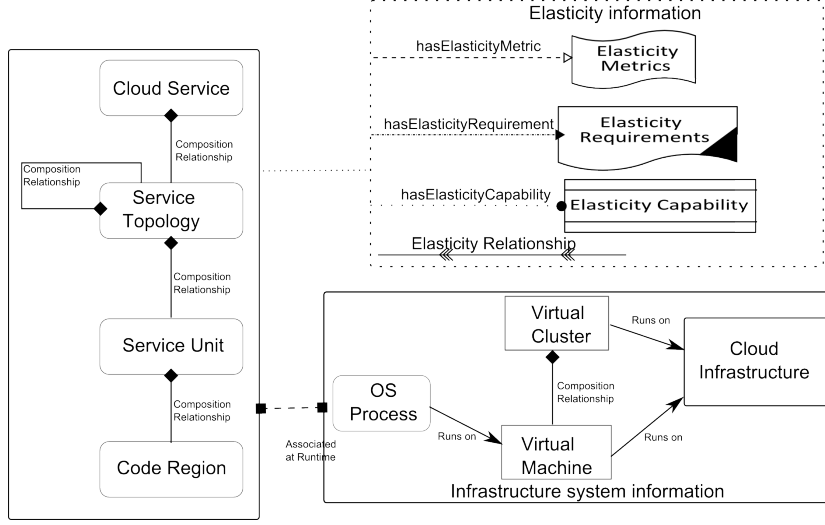 Elasticity information
hasElasticityMetric
Elasticity
Metrics
hasElasticityRequirement
Elasticity
Requirements
hasElasticityCapability
Elasticity Capability
Elasticity Relationship
Cloud Service
Composition
Relationship
Composition
Relationship
Service
Topology
Composition
Relationship
Service Unit
Composition
Relationship
Code Region
Associated
at Runtime
OS
Process
Runs on
Virtual
Cluster
Composition
Relationship
Virtual
Machine
Runs on
Runs on
Cloud
Infrastructure
Infrastructure system information